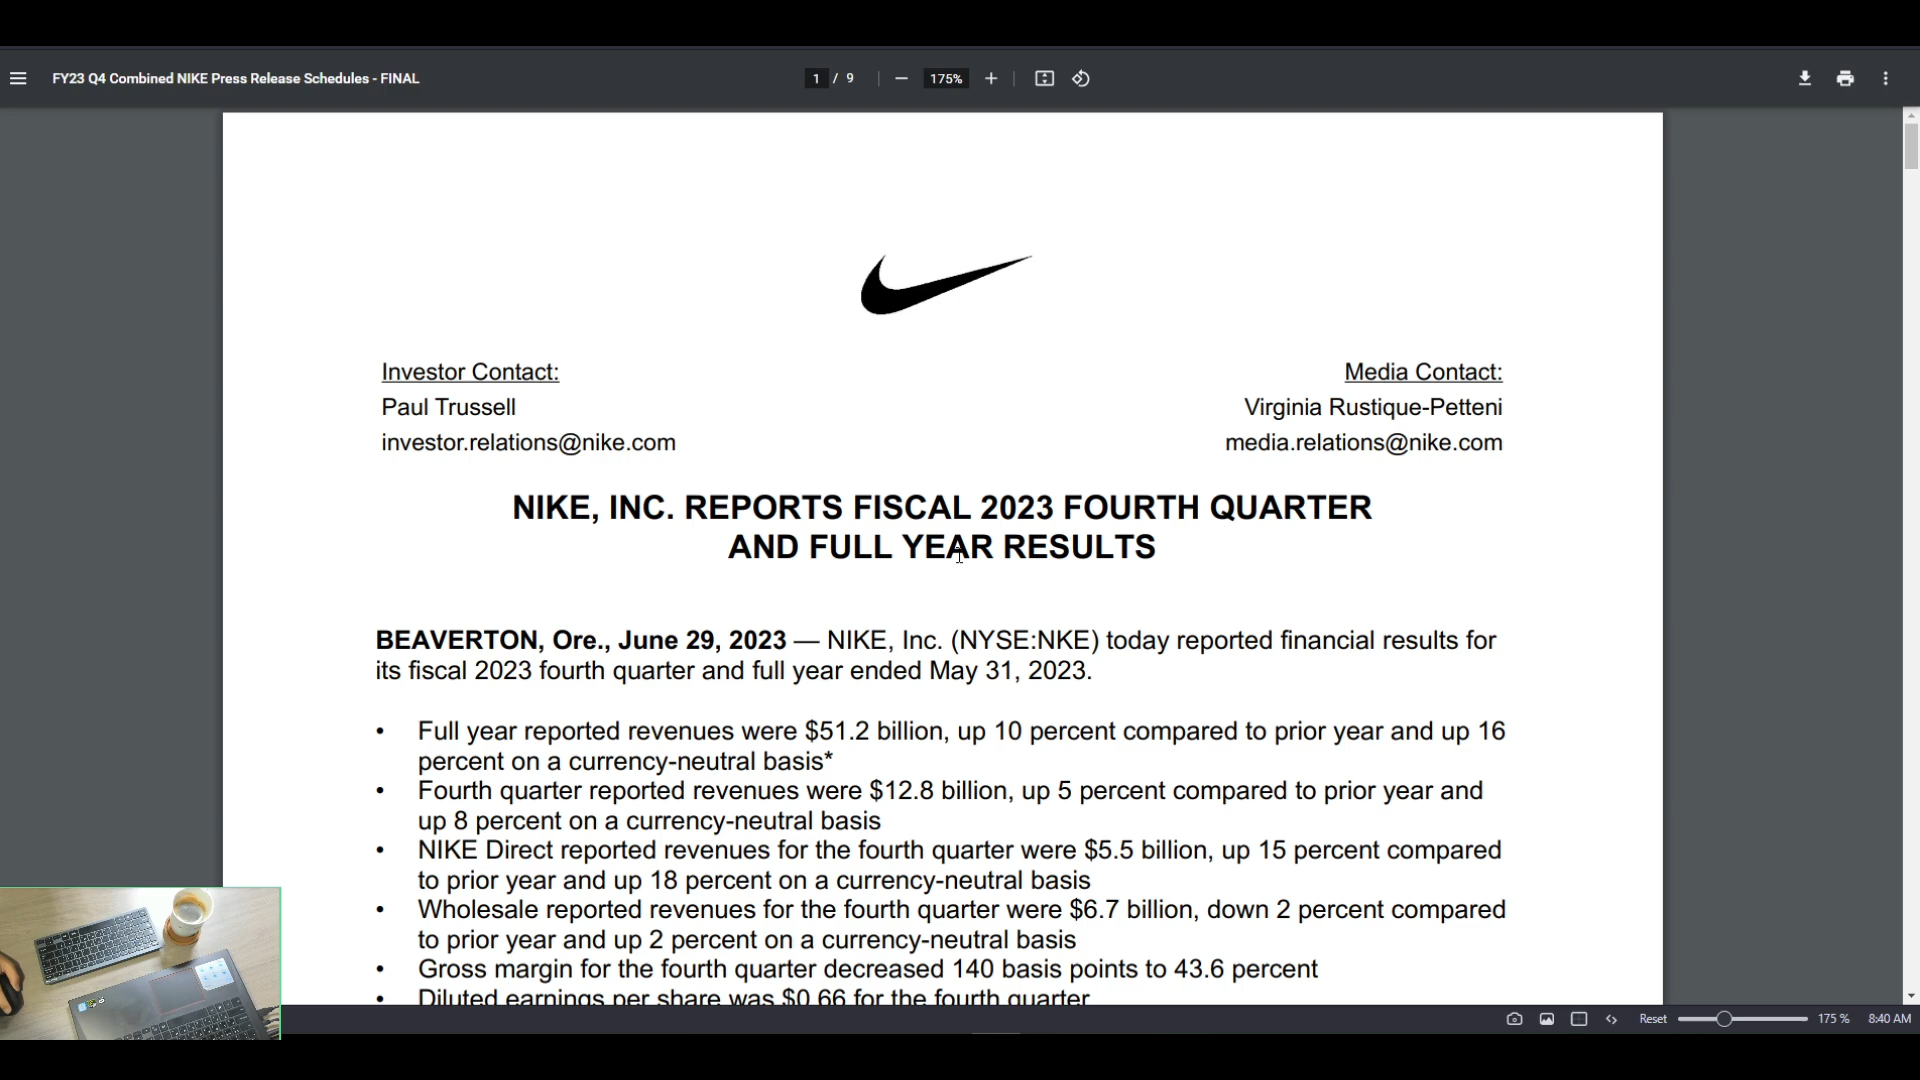 FY23 Q4 Combined NIKE Press Release Schedules - FINAL
1 / 9
175%
Investor Contact:
Paul Trussell
investor.relations@nike.com
Media Contact:
Virginia Rustique-Petteni
media.relations@nike.com
NIKE, INC. REPORTS FISCAL 2023 FOURTH QUARTER
AND FULL YEAR RESULTS
BEAVERTON, Ore., June 29, 2023 — NIKE, Inc. (NYSE:NKE) today reported financial results for
its fiscal 2023 fourth quarter and full year ended May 31, 2023.
• Full year reported revenues were $51.2 billion, up 10 percent compared to prior year and up 16
percent on a currency-neutral basis*
• Fourth quarter reported revenues were $12.8 billion, up 5 percent compared to prior year and
up 8 percent on a currency-neutral basis
• NIKE Direct reported revenues for the fourth quarter were $5.5 billion, up 15 percent compared
to prior year and up 18 percent on a currency-neutral basis
• Wholesale reported revenues for the fourth quarter were $6.7 billion, down 2 percent compared
to prior year and up 2 percent on a currency-neutral basis
• Gross margin for the fourth quarter decreased 140 basis points to 43.6 percent
• Diluted earnings per share was $0.66 for the fourth quarter
Reset
175 %
8:40 AM